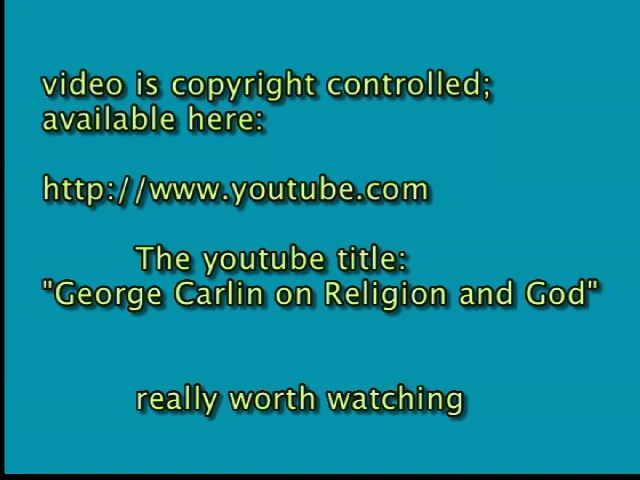 video is copyright controlled;
available here:
http://www.youtube.com
The youtube title:
"George Carlin on Religion and God"
really worth watching